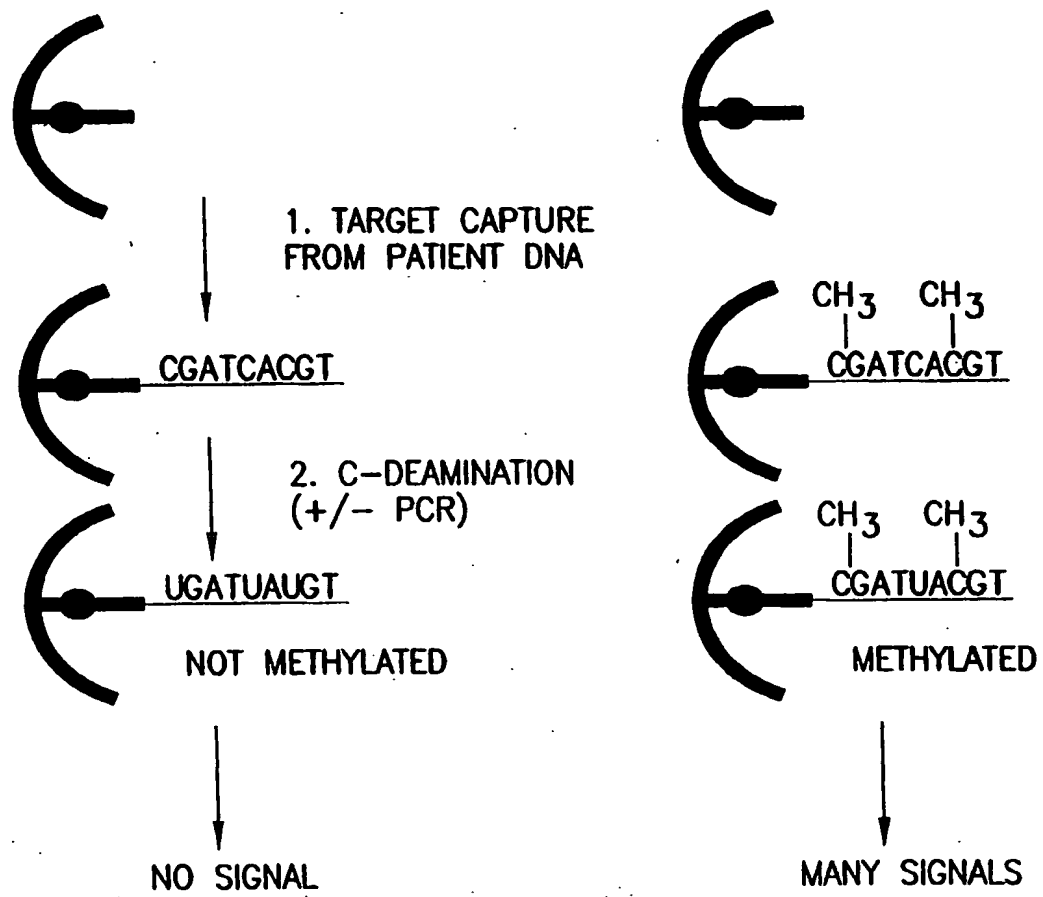 1. TARGET CAPTURE
FROM PATIENT DNA
CH3 CH3
CGATCACGT
CGATCACGT
2. C-DEAMINATION
(+/- PCR)
CH3 CH3
UGATUAUGT
CGATUACGT
NOT METHYLATED
METHYLATED
NO SIGNAL
MANY SIGNALS